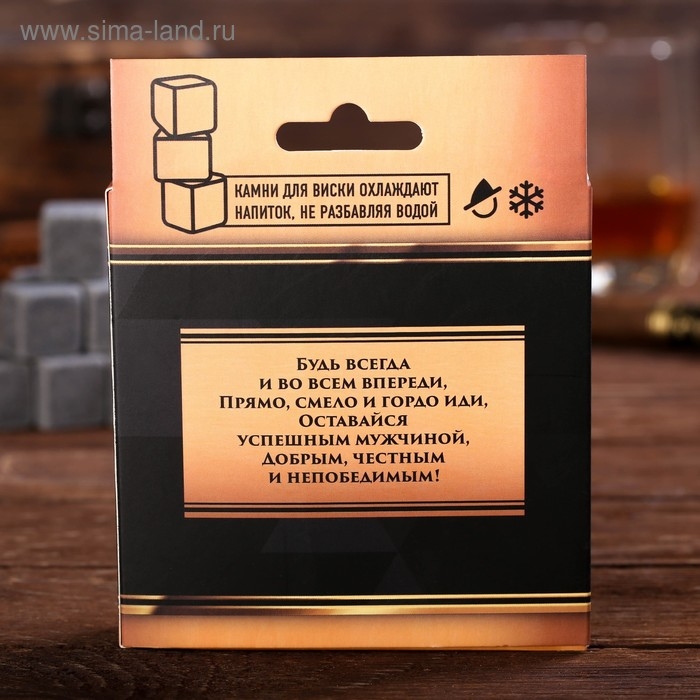 © www.sima-land.ru
КАМНИ ДЛЯ ВИСКИ ОХЛАЖДАЮТ
НАПИТОК, НЕ РАЗБАВЛЯЯ ВОДОЙ
Будь всегда
и во всем впереди,
Прямо, смело и гордо иди,
Оставайся
успешным мужчиной,
Добрым, честным
и непобедимым!